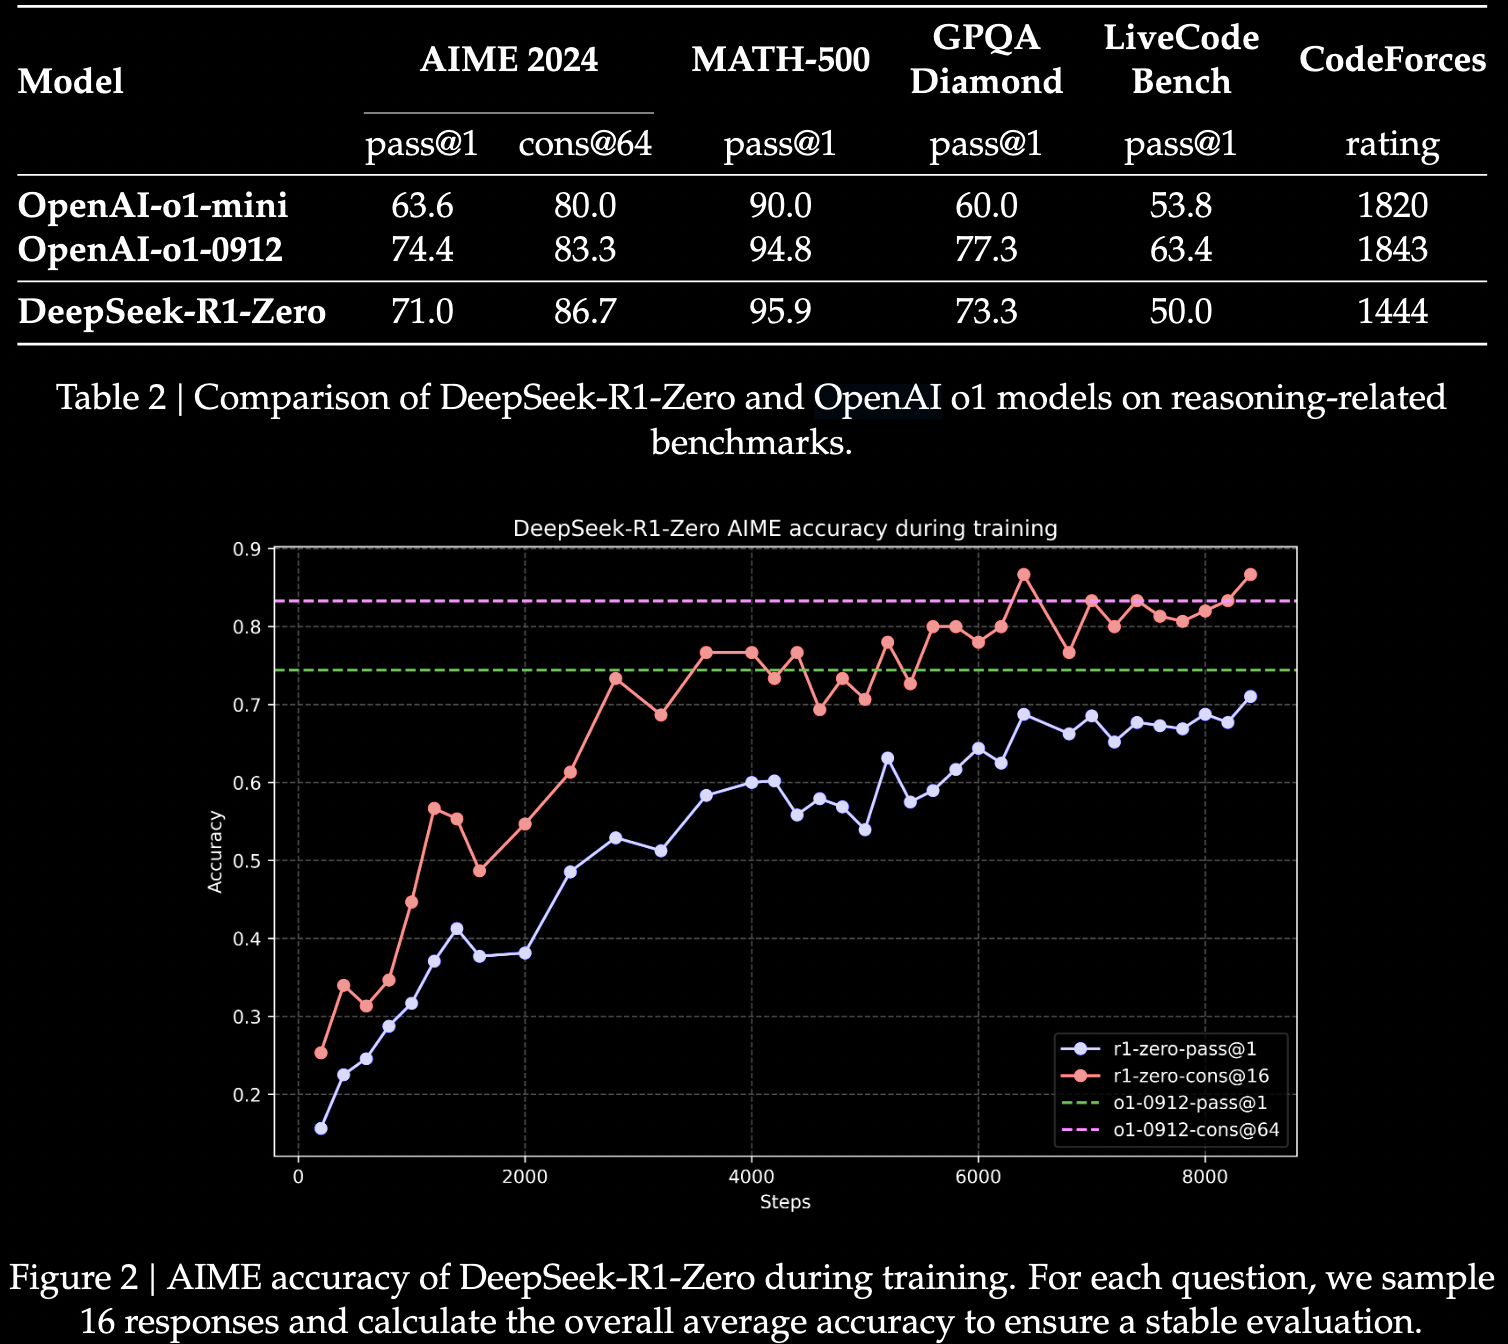 Model AIME 2024 MATH-500 GPQA Diamond LiveCode Bench CodeForces
pass@1 cons@64 pass@1 pass@1 pass@1 rating
OpenAI-o1-mini 63.6 80.0 90.0 60.0 53.8 1820
OpenAI-o1-0912 74.4 83.3 94.8 77.3 63.4 1843
DeepSeek-R1-Zero 71.0 86.7 95.9 73.3 50.0 1444
Table 2 | Comparison of DeepSeek-R1-Zero and OpenAI o1 models on reasoning-related
benchmarks.
DeepSeek-R1-Zero AIME accuracy during training
0.9
0.8
0.7
0.6
0.5
0.4
0.3
0.2
Accuracy
r1-zero-pass@1
r1-zero-cons@16
o1-0912-pass@1
o1-0912-cons@64
0 2000 4000 6000 8000
Steps
Figure 2 | AIME accuracy of DeepSeek-R1-Zero during training. For each question, we sample
16 responses and calculate the overall average accuracy to ensure a stable evaluation.